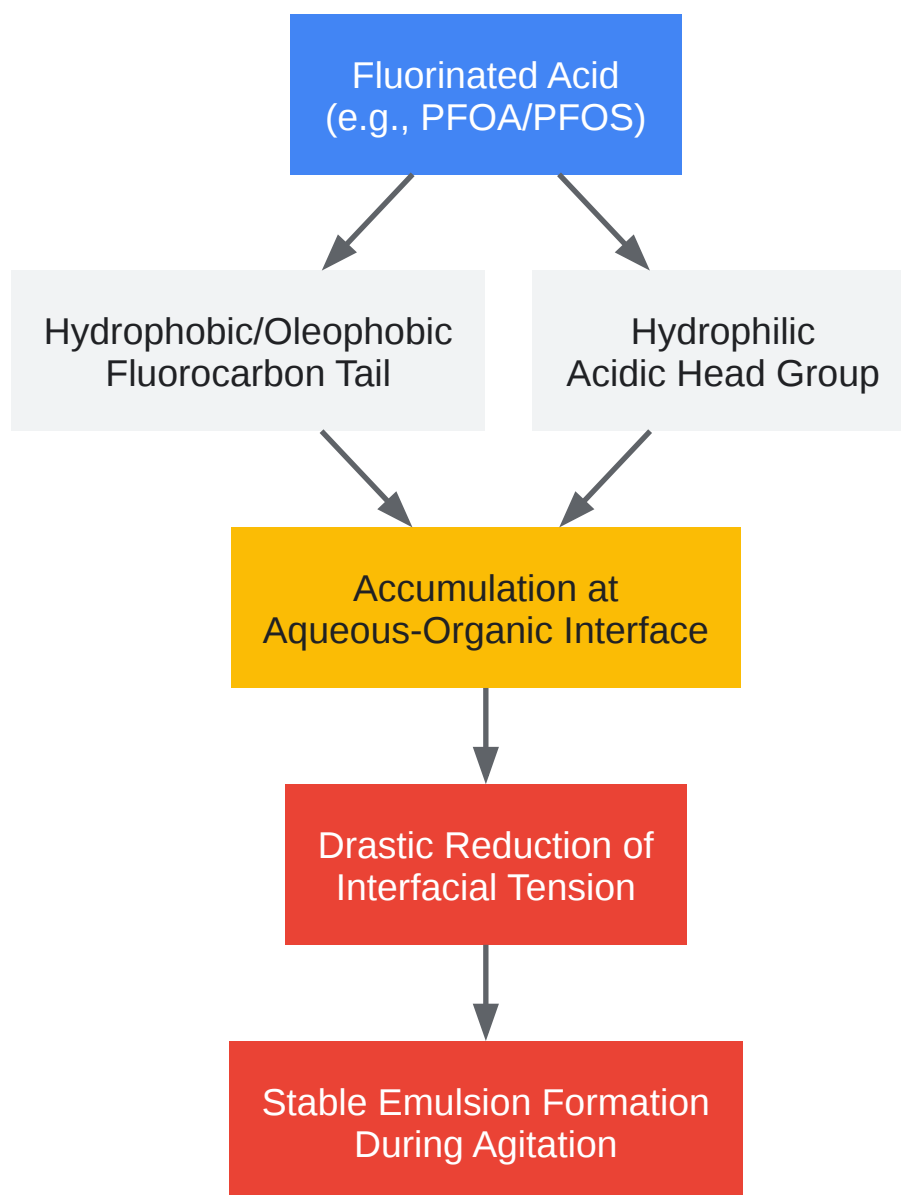 Fluorinated Acid
(e.g., PFOA/PFOS)
Hydrophobic/Oleophobic
Fluorocarbon Tail
Hydrophilic
Acidic Head Group
Accumulation at
Aqueous-Organic Interface
Drastic Reduction of
Interfacial Tension
Stable Emulsion Formation
During Agitation